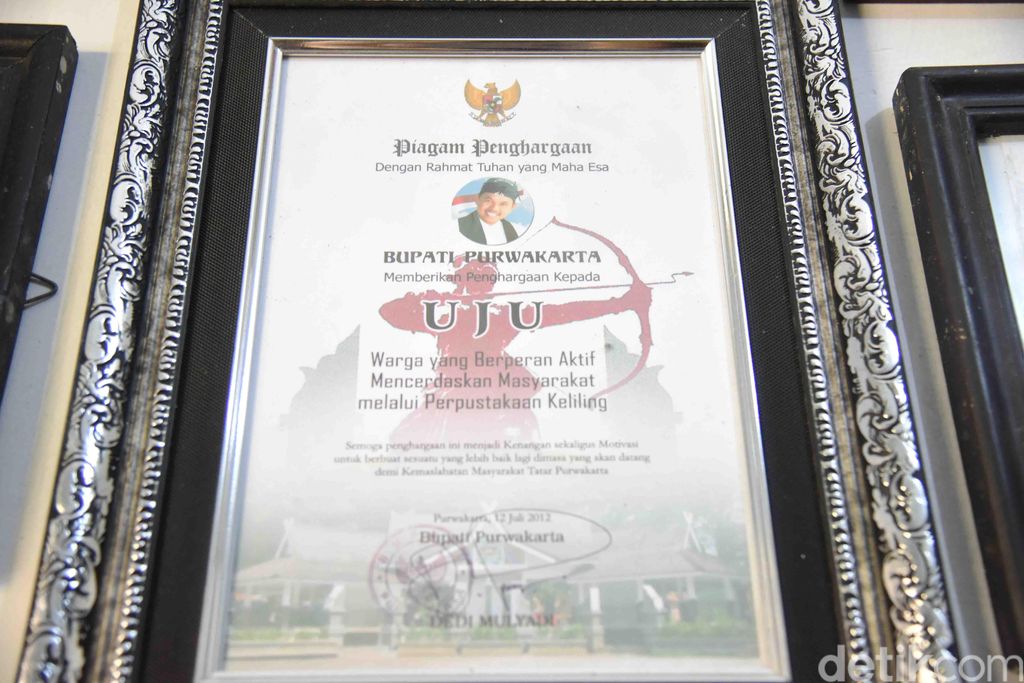 Piagam Penghargaan
Dengan Rahmat Tuhan yang Maha Esa
BUPATI PURWAKARTA
Memberikan Penghargaan Kepada
UJU
Warga yang Berperan Aktif
Mencerdaskan Masyarakat
melalui Perpustakaan Keliling
Semoga penghargaan ini menjadi Kenangan sekaligus Motivasi
untuk berbuat sesuatu yang lebih baik lagi dimasa yang akan datang
demi Kemaslahatan Masyarakat Tatar Purwakarta
Purwakarta, 12 Juli 2012
Bupati Purwakarta
DEDI MULYADI
detikcom